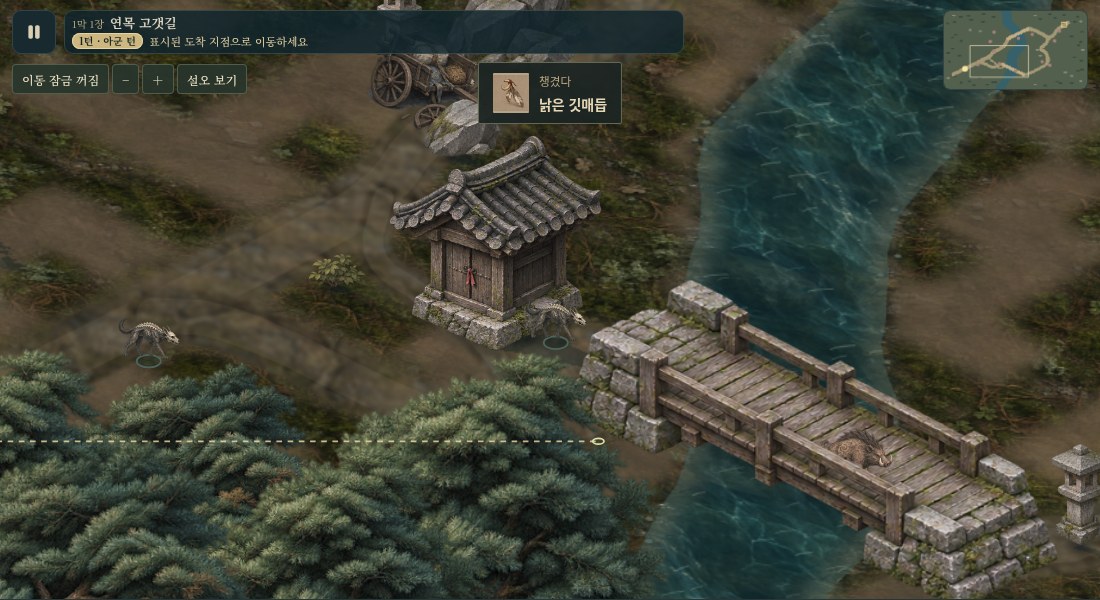 1막 1장 연목 고갯길
1턴 · 아군 턴 표시된 도착 지점으로 이동하세요
이동 잠금 꺼짐 − + 설오 보기
챙겼다
낡은 깃매듭